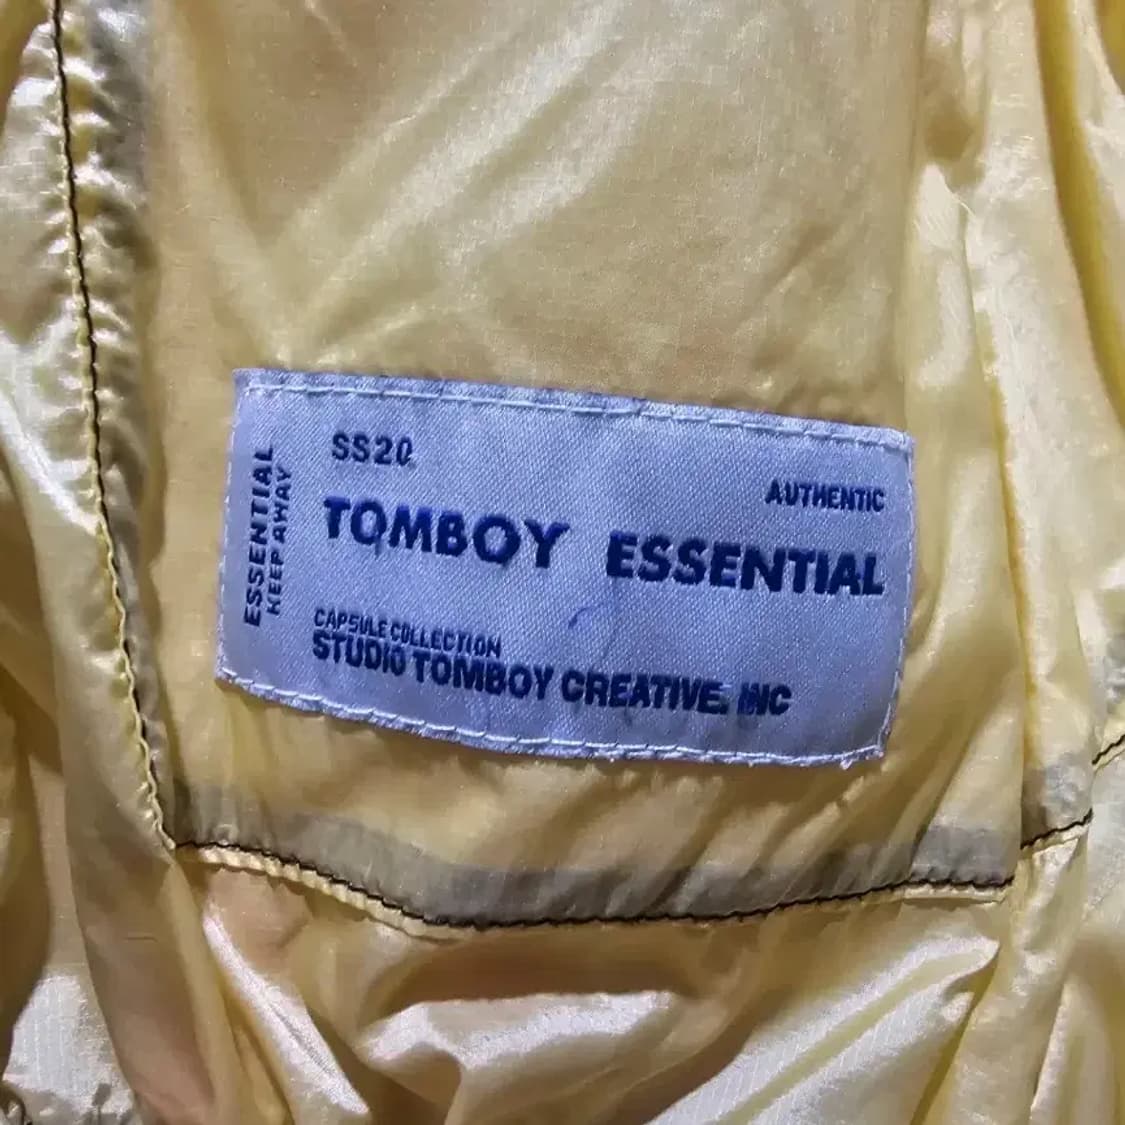 SS20
AUTHENTIC
ESSENTIAL
KEEP AWAY
TOMBOY ESSENTIAL
CAPSULE COLLECTION
STUDIO TOMBOY CREATIVE. INC